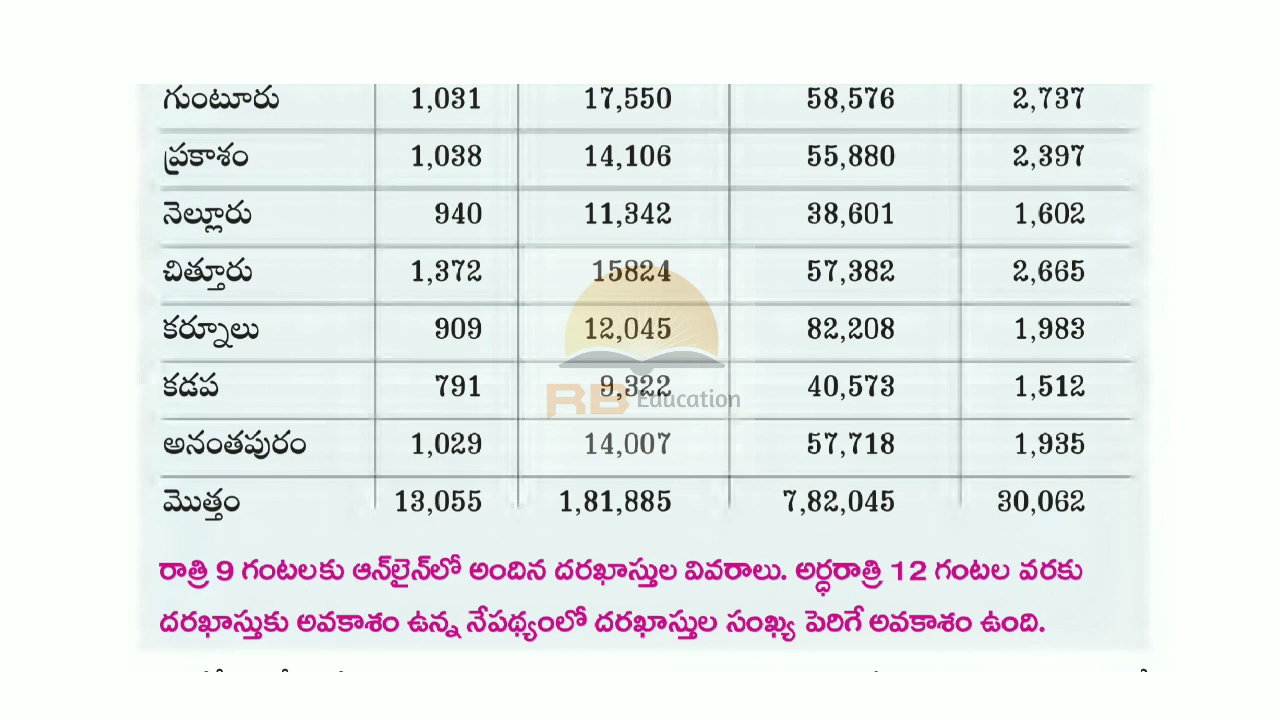 గుంటూరు 1,031 17,550 58,576 2,737
ప్రకాశం 1,038 14,106 55,880 2,397
నెల్లూరు 940 11,342 38,601 1,602
చిత్తూరు 1,372 15824 57,382 2,665
కర్నూలు 909 12,045 82,208 1,983
కడప 791 9,322 40,573 1,512
RB Education
అనంతపురం 1,029 14,007 57,718 1,935
మొత్తం 13,055 1,81,885 7,82,045 30,062
రాత్రి 9 గంటలకు ఆన్‌లైన్‌లో అందిన దరఖాస్తుల వివరాలు. అర్ధరాత్రి 12 గంటల వరకు
దరఖాస్తుకు అవకాశం ఉన్న నేపథ్యంలో దరఖాస్తుల సంఖ్య పెరిగే అవకాశం ఉంది.